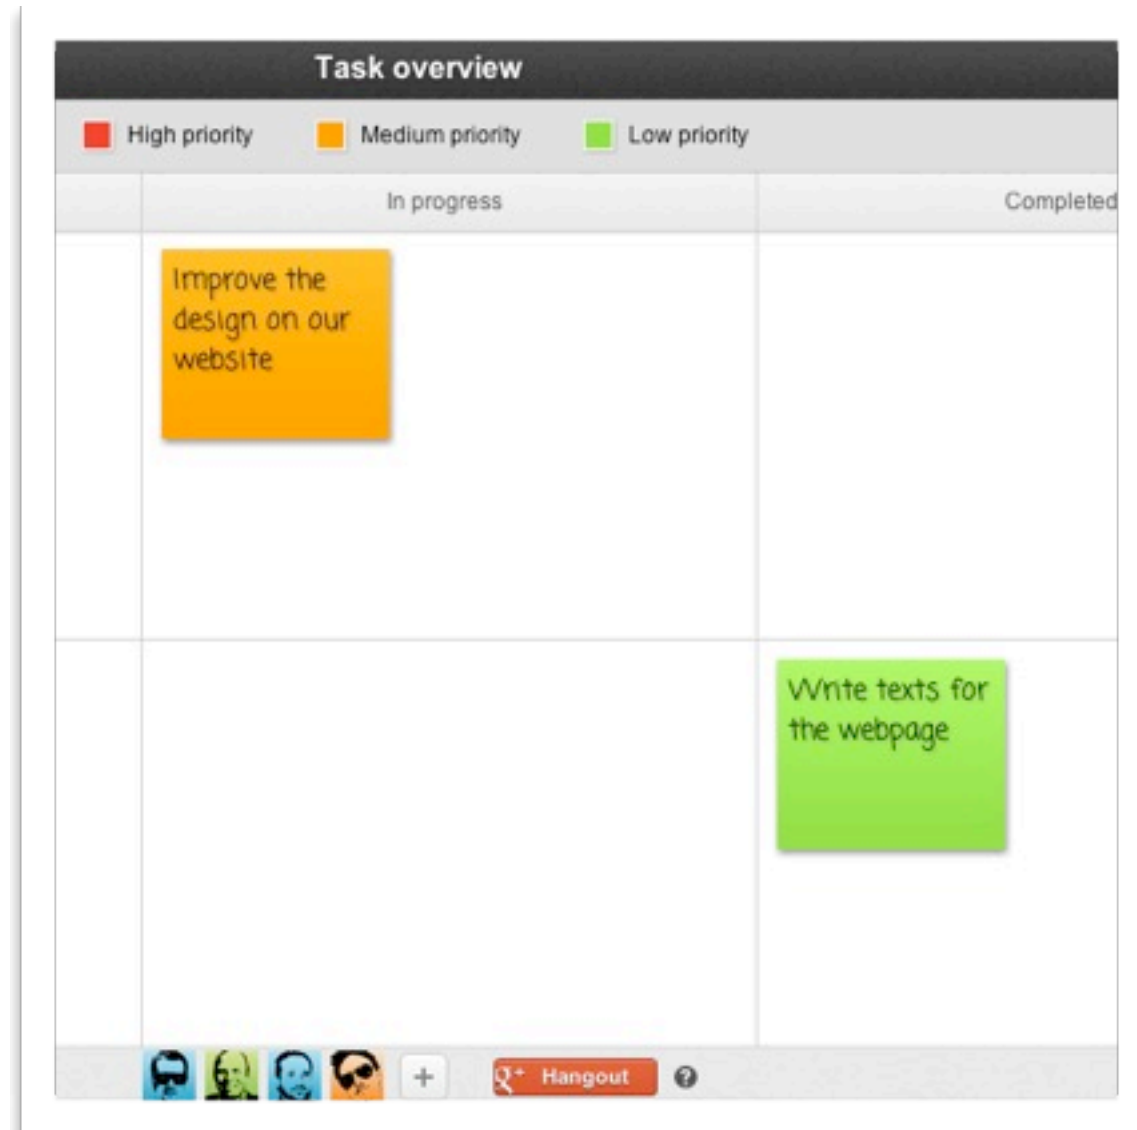 Task overview
High priority Medium priority Low priority
In progress Completed
Improve the
design on our
website
Write texts for
the webpage
+ g+ Hangout ?